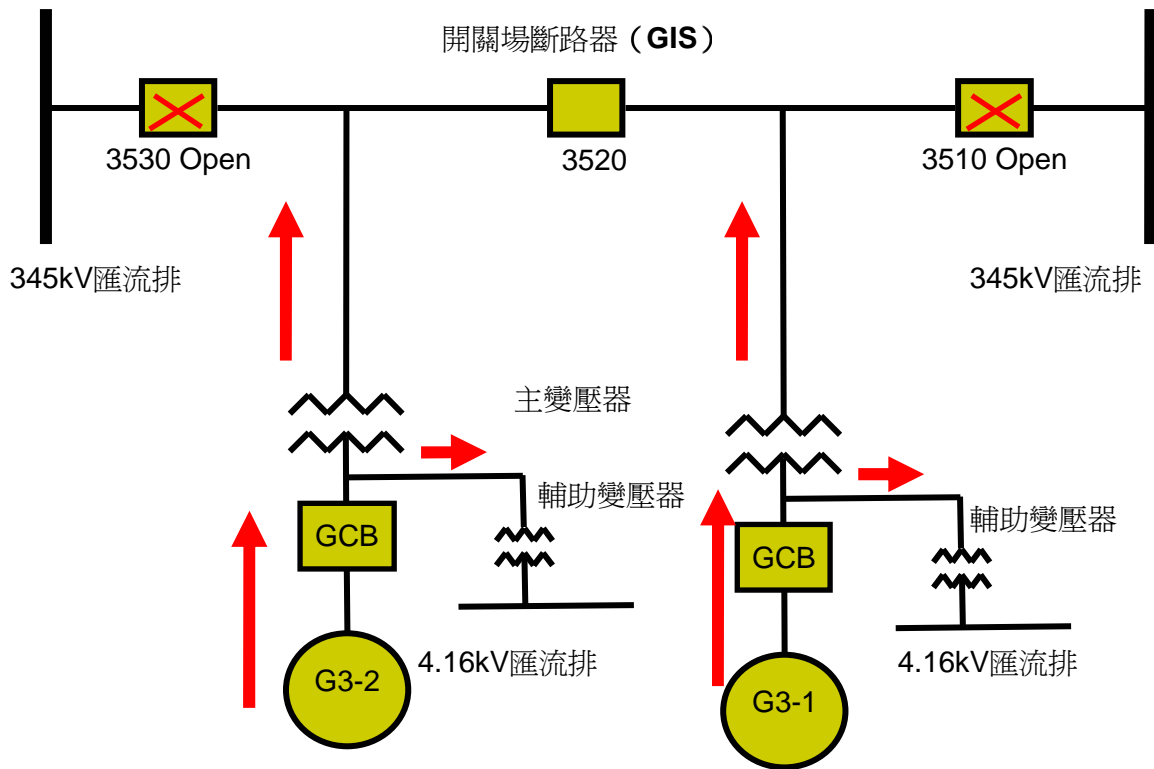 開關場斷路器（GIS）
3530 Open
3520
3510 Open
345kV匯流排
345kV匯流排
主變壓器
輔助變壓器
輔助變壓器
GCB
GCB
4.16kV匯流排
4.16kV匯流排
G3-2
G3-1